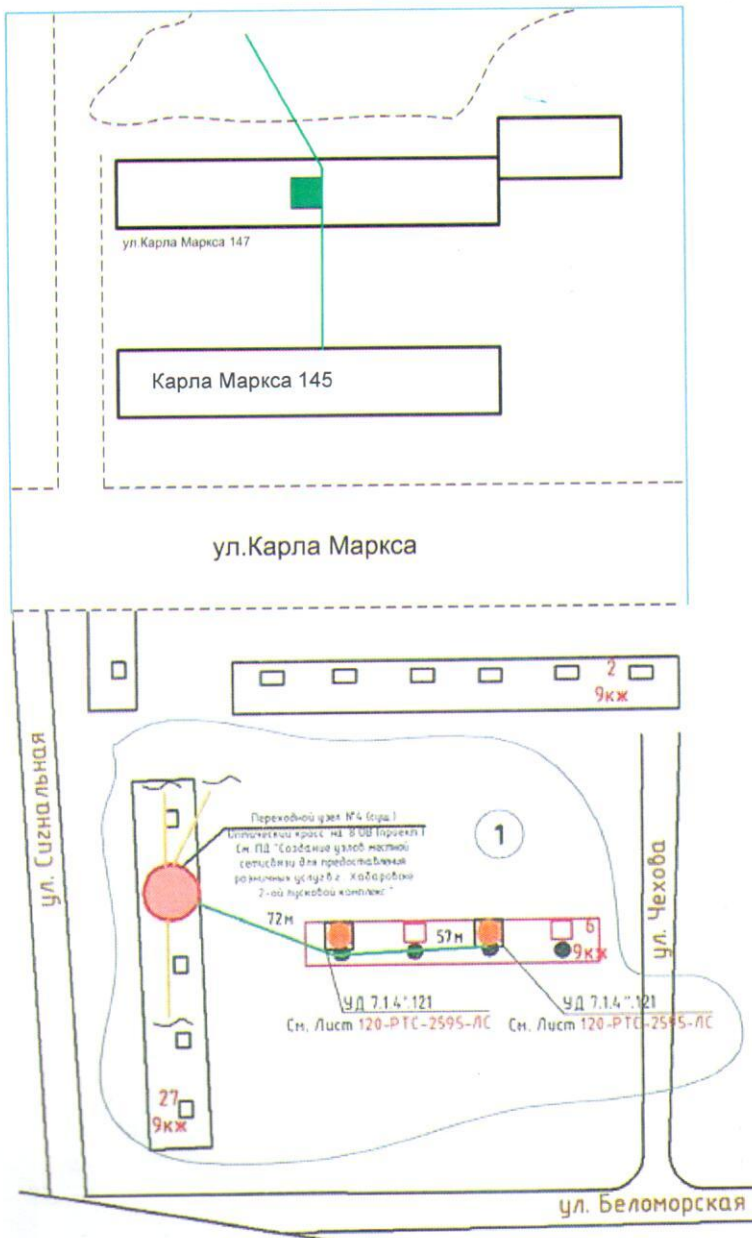 ул.Карла Маркса 147
Карла Маркса 145
ул.Карла Маркса
ул. Сигнальная
2
9кж
Переходной узел №4 (сущ.)
Оптический кросс на 8 ОВ (проект.)
См. ПД "Создание узлов местной
сети связи для предоставления
розничных услуг в г. Хабаровске
2-ой пусковой комплекс"
1
ул. Чехова
72м
57м
6
9кж
УД 7.1.4".121
См. Лист 120-РТС-2595-ЛС
УД 7.1.4".121
См. Лист 120-РТС-2595-ЛС
27
9кж
ул. Беломорская